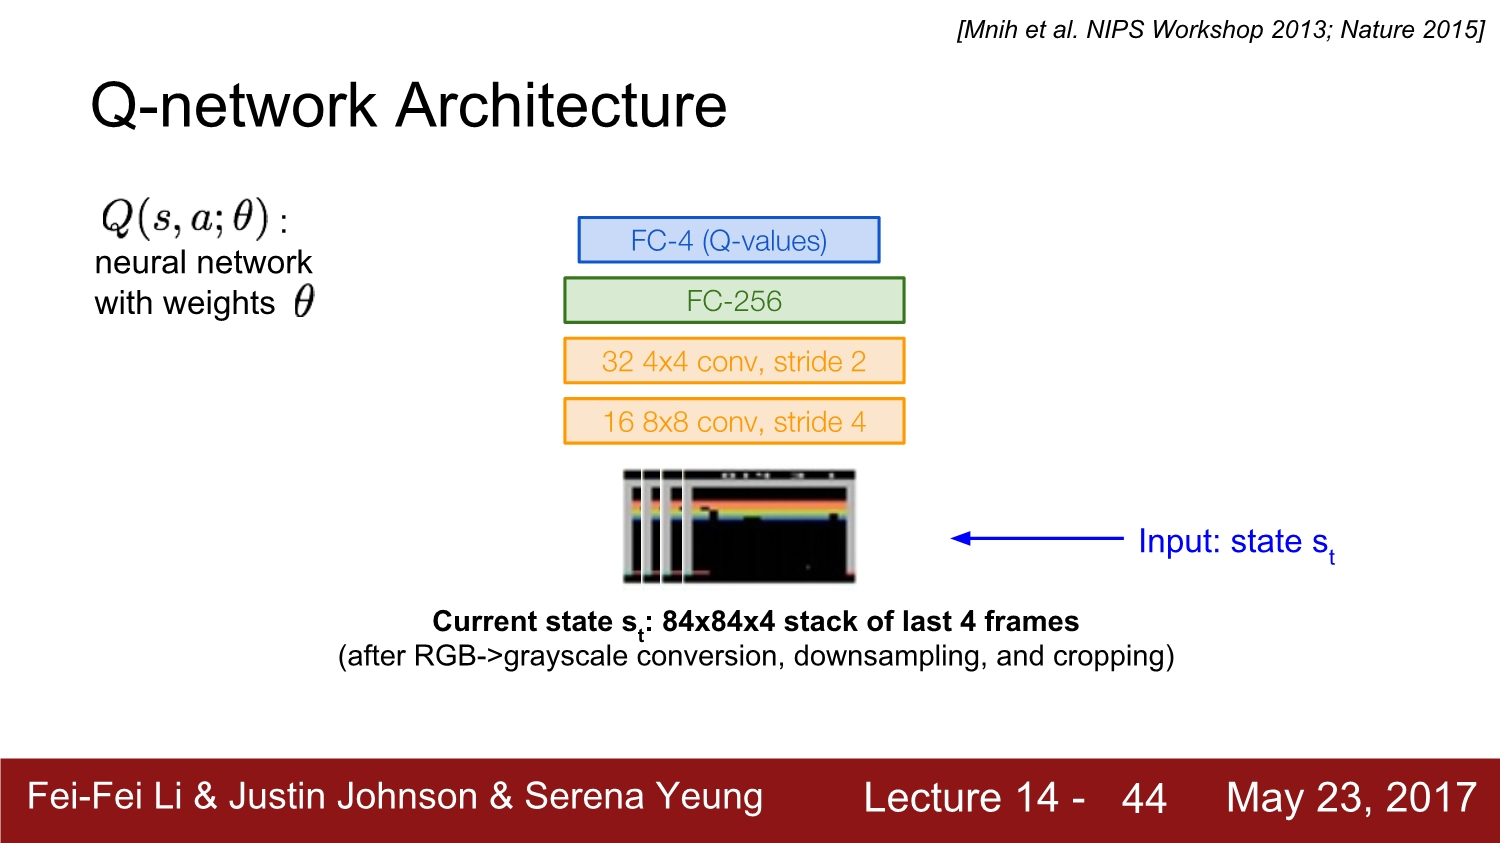 [Mnih et al. NIPS Workshop 2013; Nature 2015]
Q-network Architecture
Q(s, a; θ) :
neural network
with weights θ
FC-4 (Q-values)
FC-256
32 4x4 conv, stride 2
16 8x8 conv, stride 4
Input: state sₜ
Current state sₜ: 84x84x4 stack of last 4 frames
(after RGB->grayscale conversion, downsampling, and cropping)
Fei-Fei Li & Justin Johnson & Serena Yeung
Lecture 14 - 44
May 23, 2017